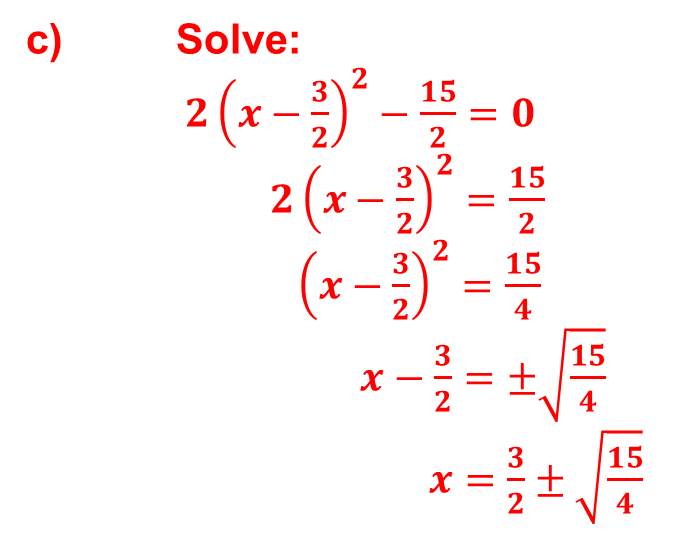 c) Solve:
2(x − 3/2)² − 15/2 = 0
2(x − 3/2)² = 15/2
(x − 3/2)² = 15/4
x − 3/2 = ±√(15/4)
x = 3/2 ± √(15/4)